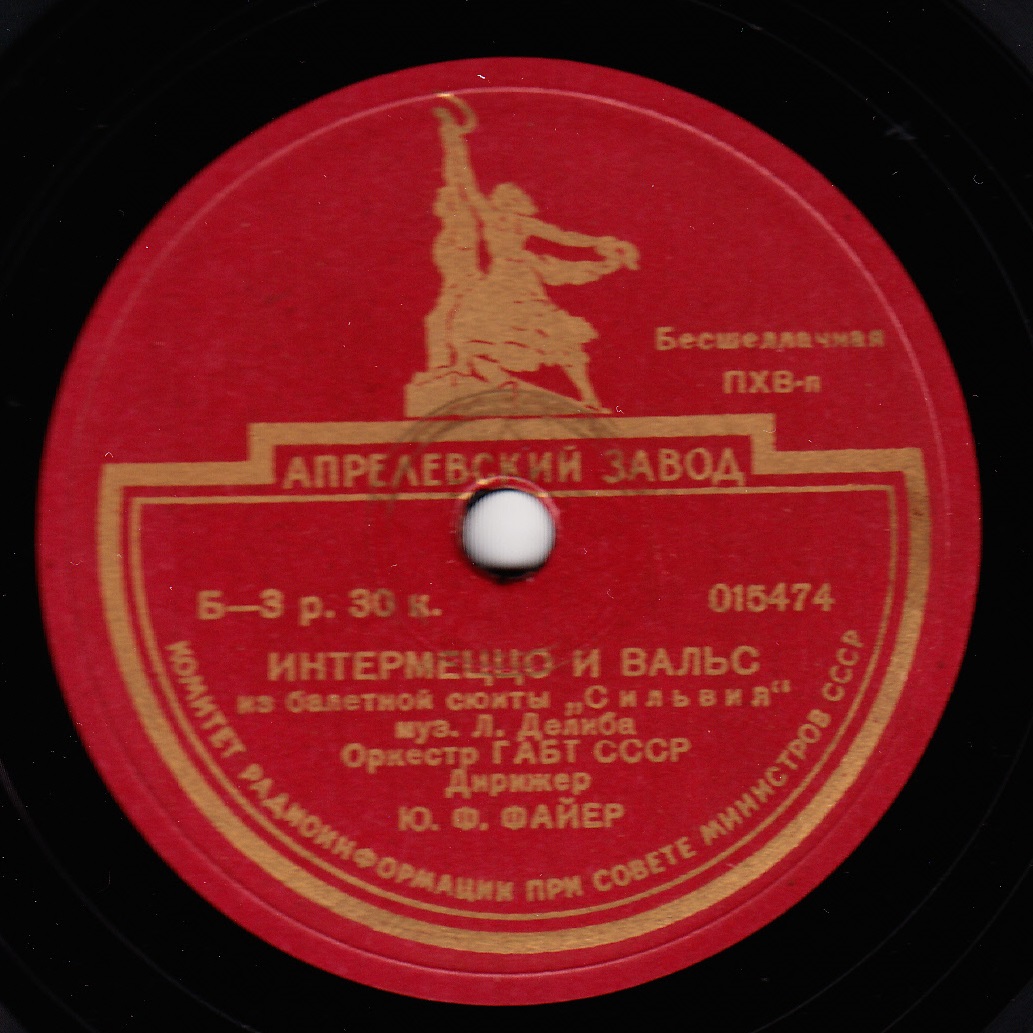 Бесшеллачная
ПХВ-п
АПРЕЛЕВСКИЙ ЗАВОД
Б—3 р. 30 к.
015474
ИНТЕРМЕЦЦО И ВАЛЬС
из балетной сюиты „Сильвия“
муз. Л. Делиба
Оркестр ГАБТ СССР
Дирижер
Ю. Ф. ФАЙЕР
КОМИТЕТ РАДИОИНФОРМАЦИИ ПРИ СОВЕТЕ МИНИСТРОВ СССР